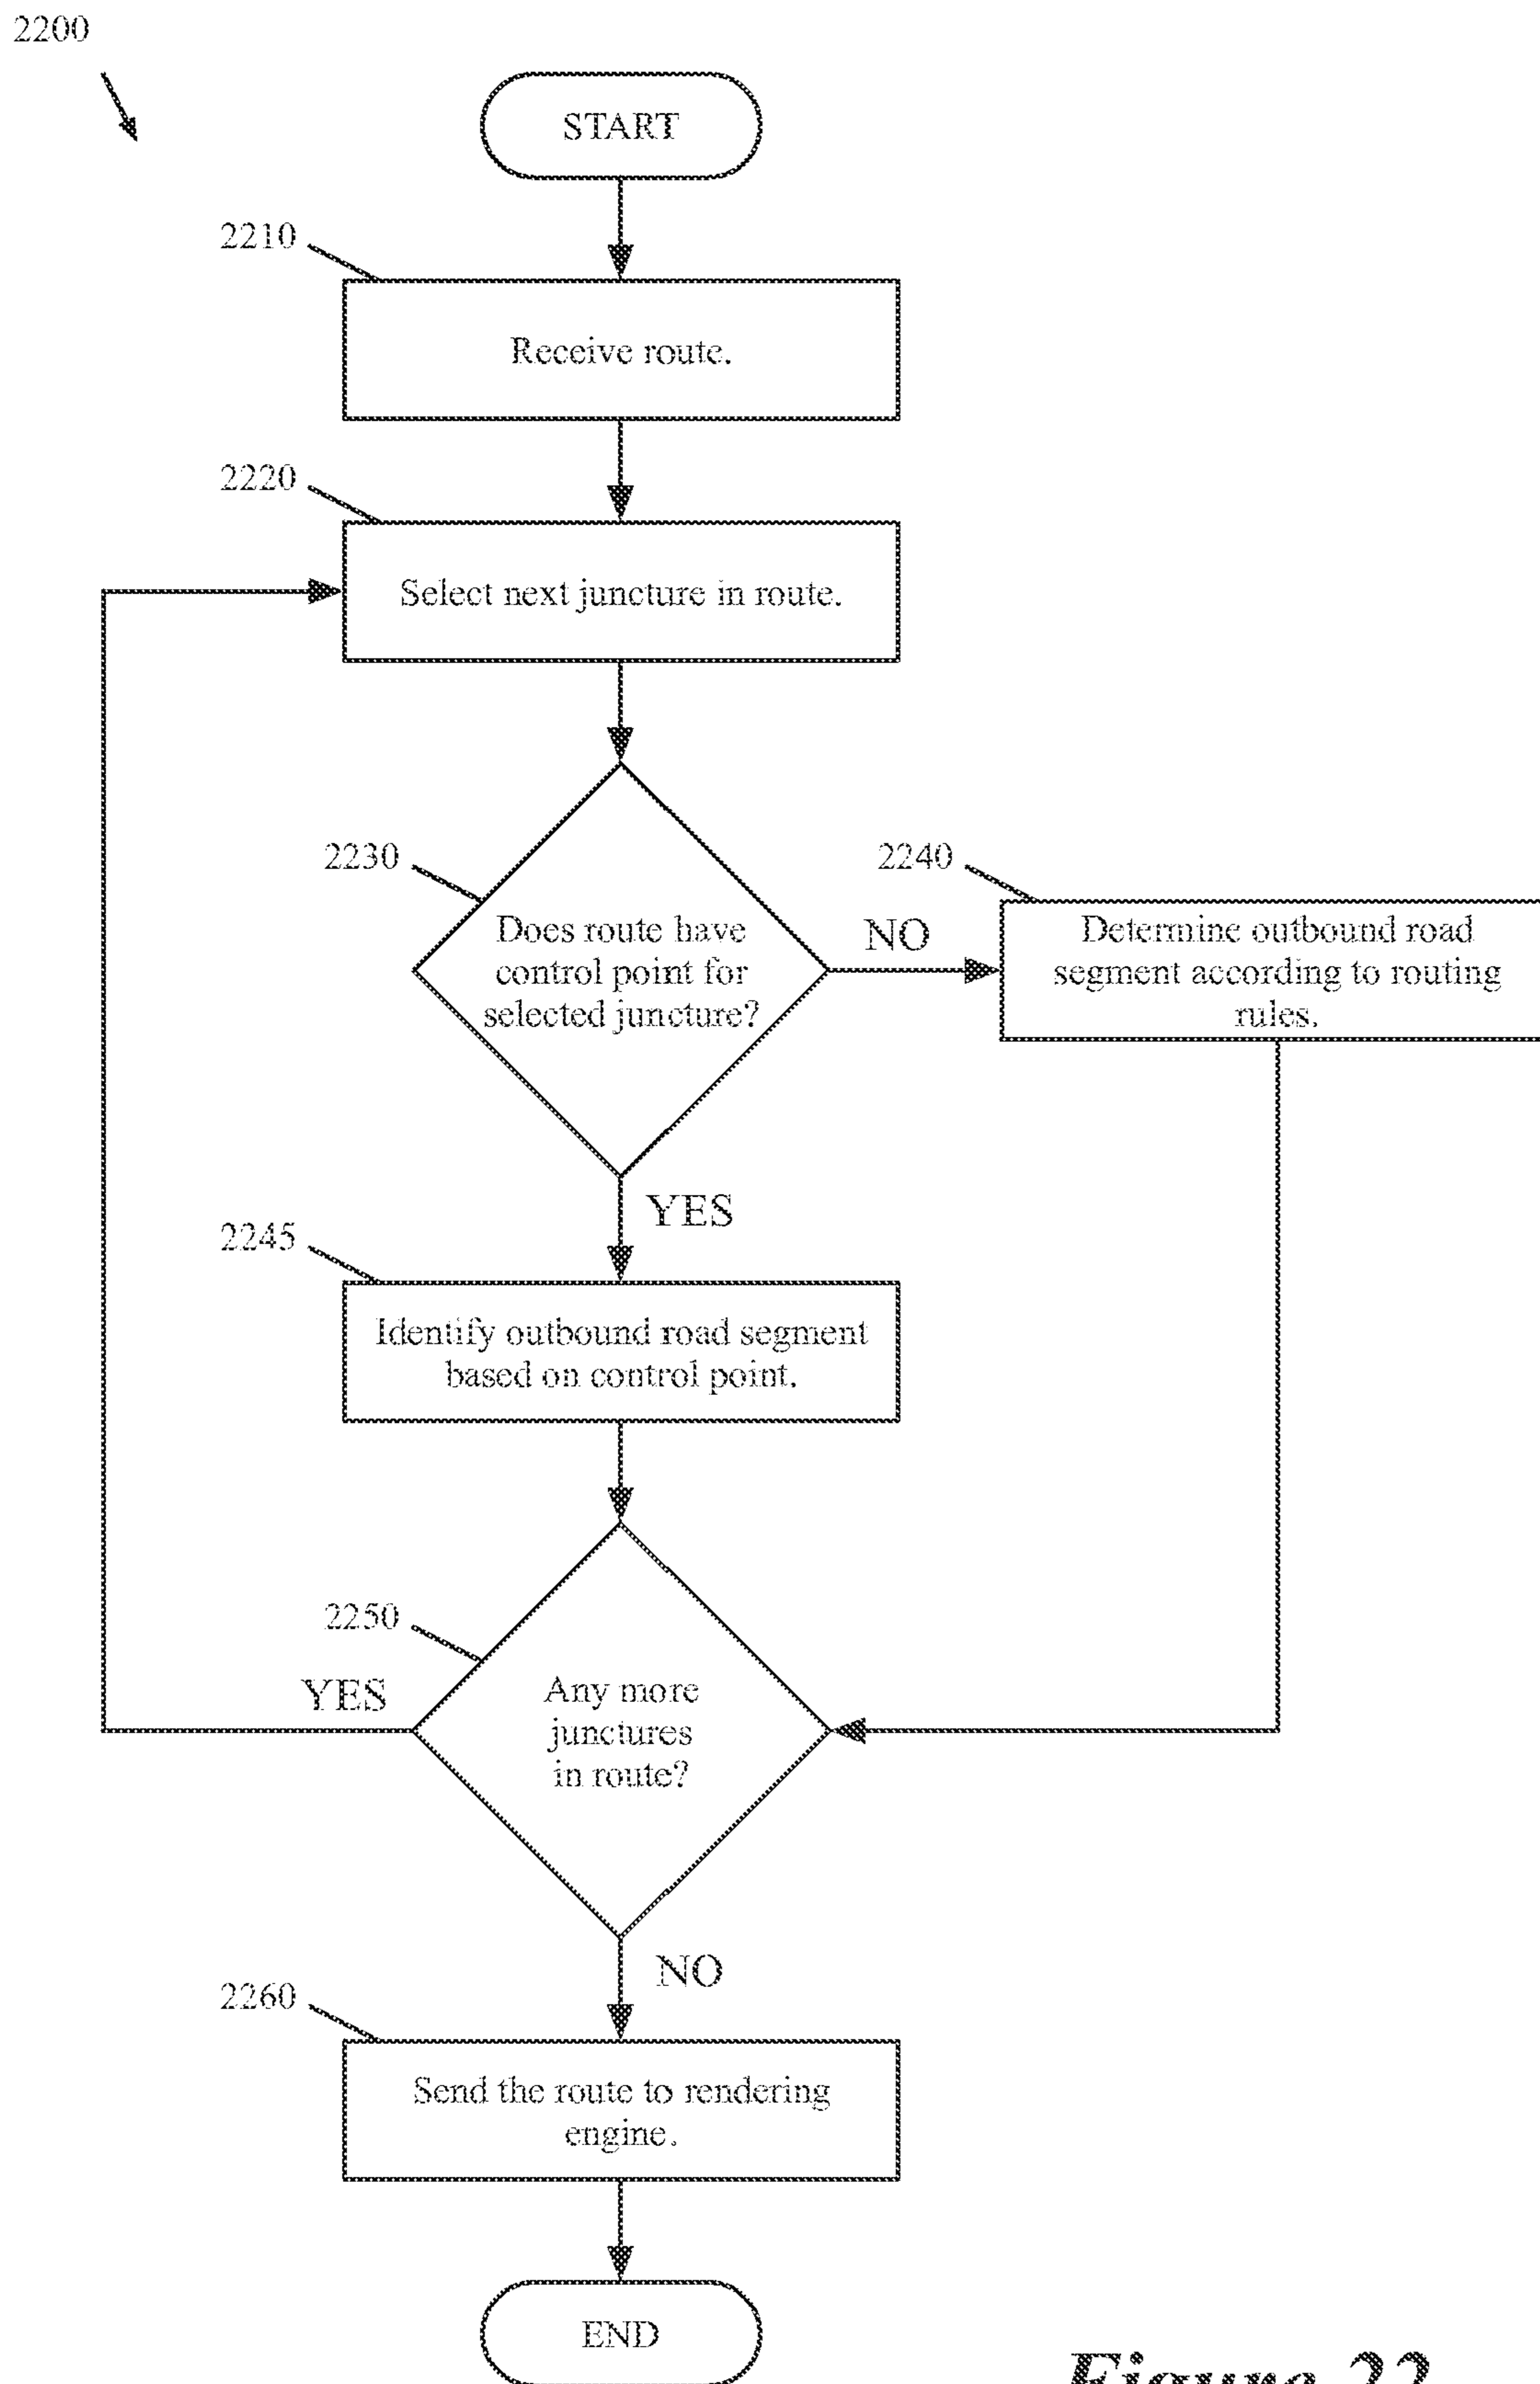 2200
START
2210
Receive route.
2220
Select next juncture in route.
2230
Does route have
control point for
selected juncture?
NO
2240
Determine outbound road
segment according to routing
rules.
YES
2245
Identify outbound road segment
based on control point.
2250
YES
Any more
junctures
in route?
NO
2260
Send the route to rendering
engine.
END
Figure 22